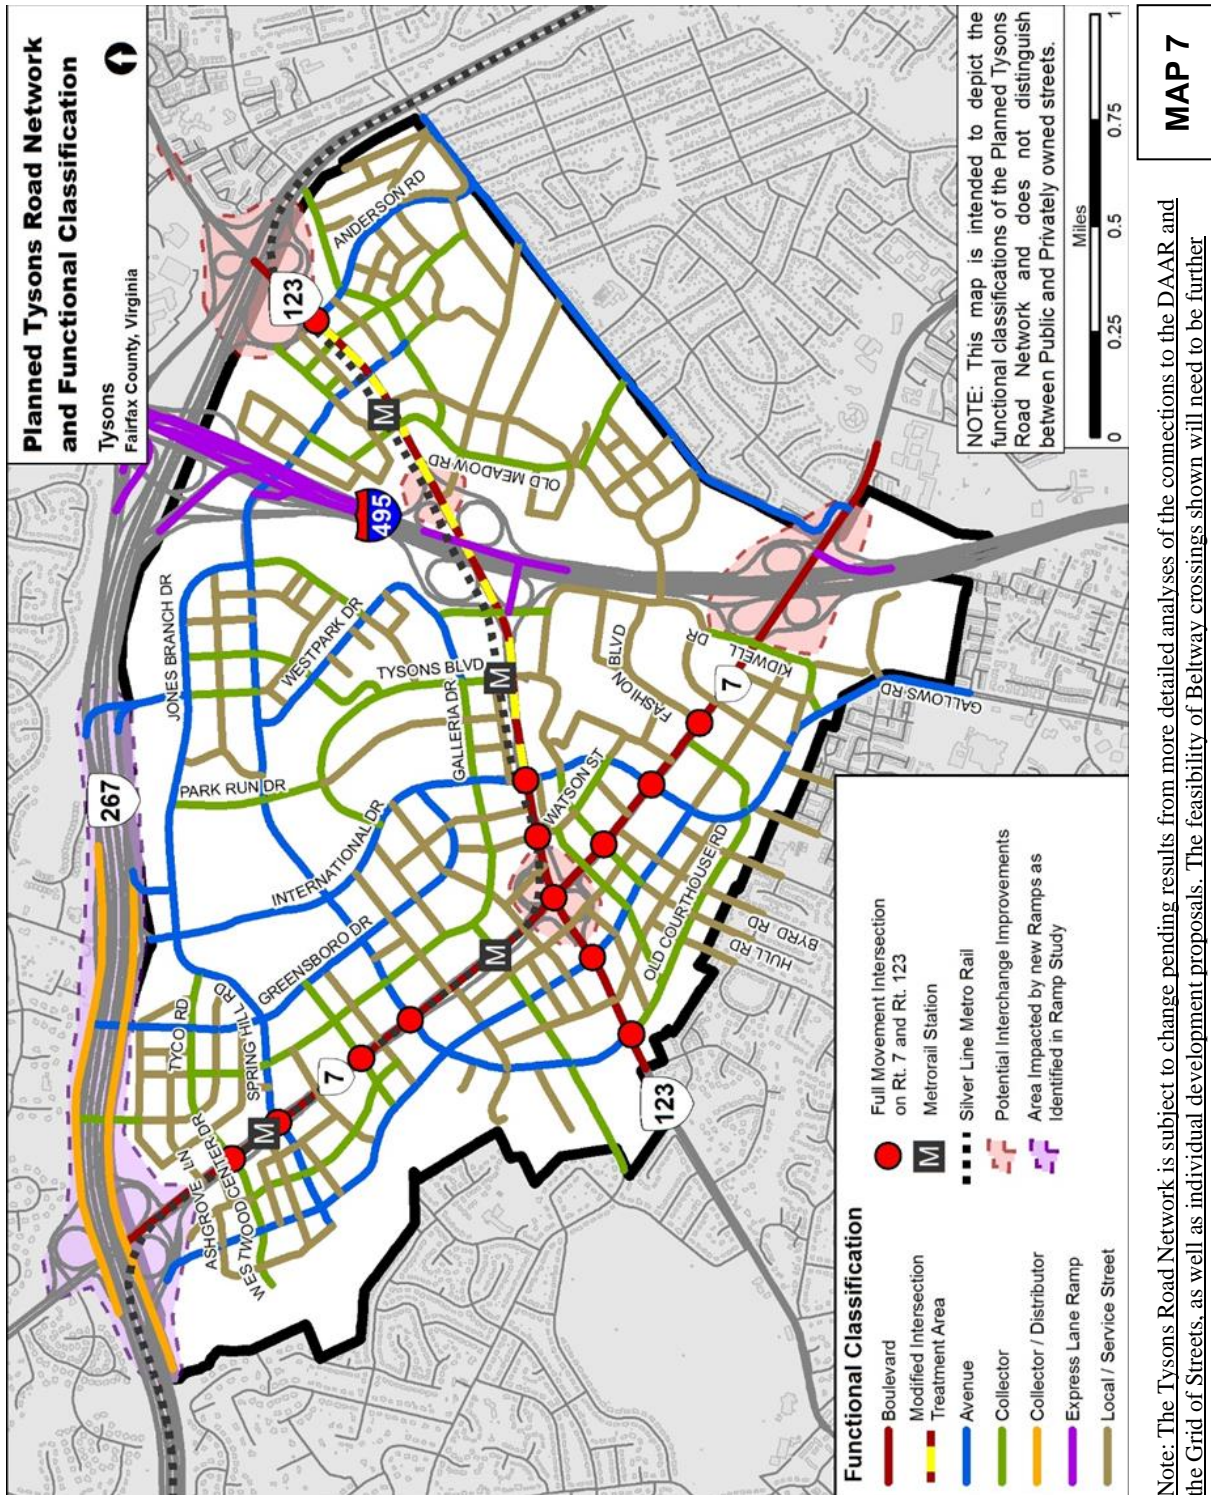 Planned Tysons Road Network
and Functional Classification
Tysons
Fairfax County, Virginia
123
ANDERSON RD
M
OLD MEADOW RD
495
267
JONES BRANCH DR
WESTPARK DR
TYSONS BLVD
M
GALLERIA DR
PARK RUN DR
INTERNATIONAL DR
GREENSBORO DR
FASHION BLVD
KIDWELL DR
7
GALLOWS RD
WATSON ST
OLD COURTHOUSE RD
BYRD RD
HULL RD
M
TYCO RD
SPRING HILL RD
7
M
ASHGROVE LN
WESTWOOD CENTER DR
123
NOTE: This map is intended to depict the
functional classifications of the Planned Tysons
Road Network and does not distinguish
between Public and Privately owned streets.
Miles
0 0.25 0.5 0.75 1
Functional Classification
Boulevard
Modified Intersection
Treatment Area
Avenue
Collector
Collector / Distributor
Express Lane Ramp
Local / Service Street
Full Movement Intersection
on Rt. 7 and Rt. 123
M
Metrorail Station
Silver Line Metro Rail
Potential Interchange Improvements
Area Impacted by new Ramps as
Identified in Ramp Study
MAP 7
Note: The Tysons Road Network is subject to change pending results from more detailed analyses of the connections to the DAAR and
the Grid of Streets, as well as individual development proposals. The feasibility of Beltway crossings shown will need to be further